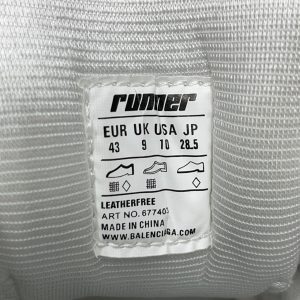 runner
EUR UK USA JP
43 9 10 28.5
LEATHERFREE
ART NO. 677403
MADE IN CHINA
WWW.BALENCIAGA.COM